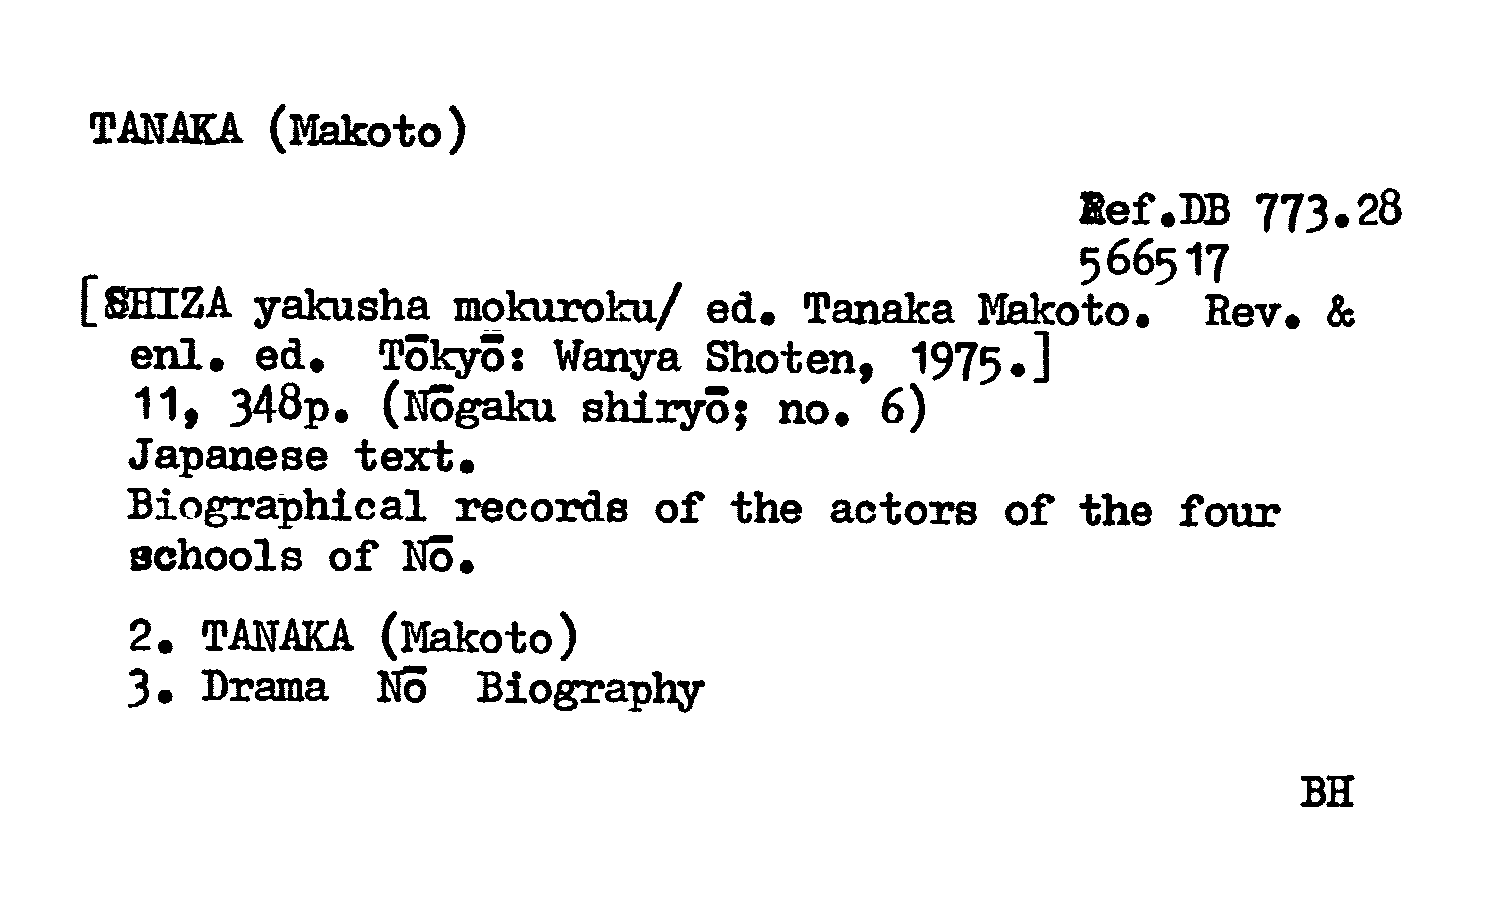 TANAKA (Makoto)
Ref.DB 773.28
566517
[SHIZA yakusha mokuroku/ ed. Tanaka Makoto. Rev. &
enl. ed. Tōkyō: Wanya Shoten, 1975.]
11, 348p. (Nōgaku shiryō; no. 6)
Japanese text.
Biographical records of the actors of the four
schools of Nō.
2. TANAKA (Makoto)
3. Drama Nō Biography
BH